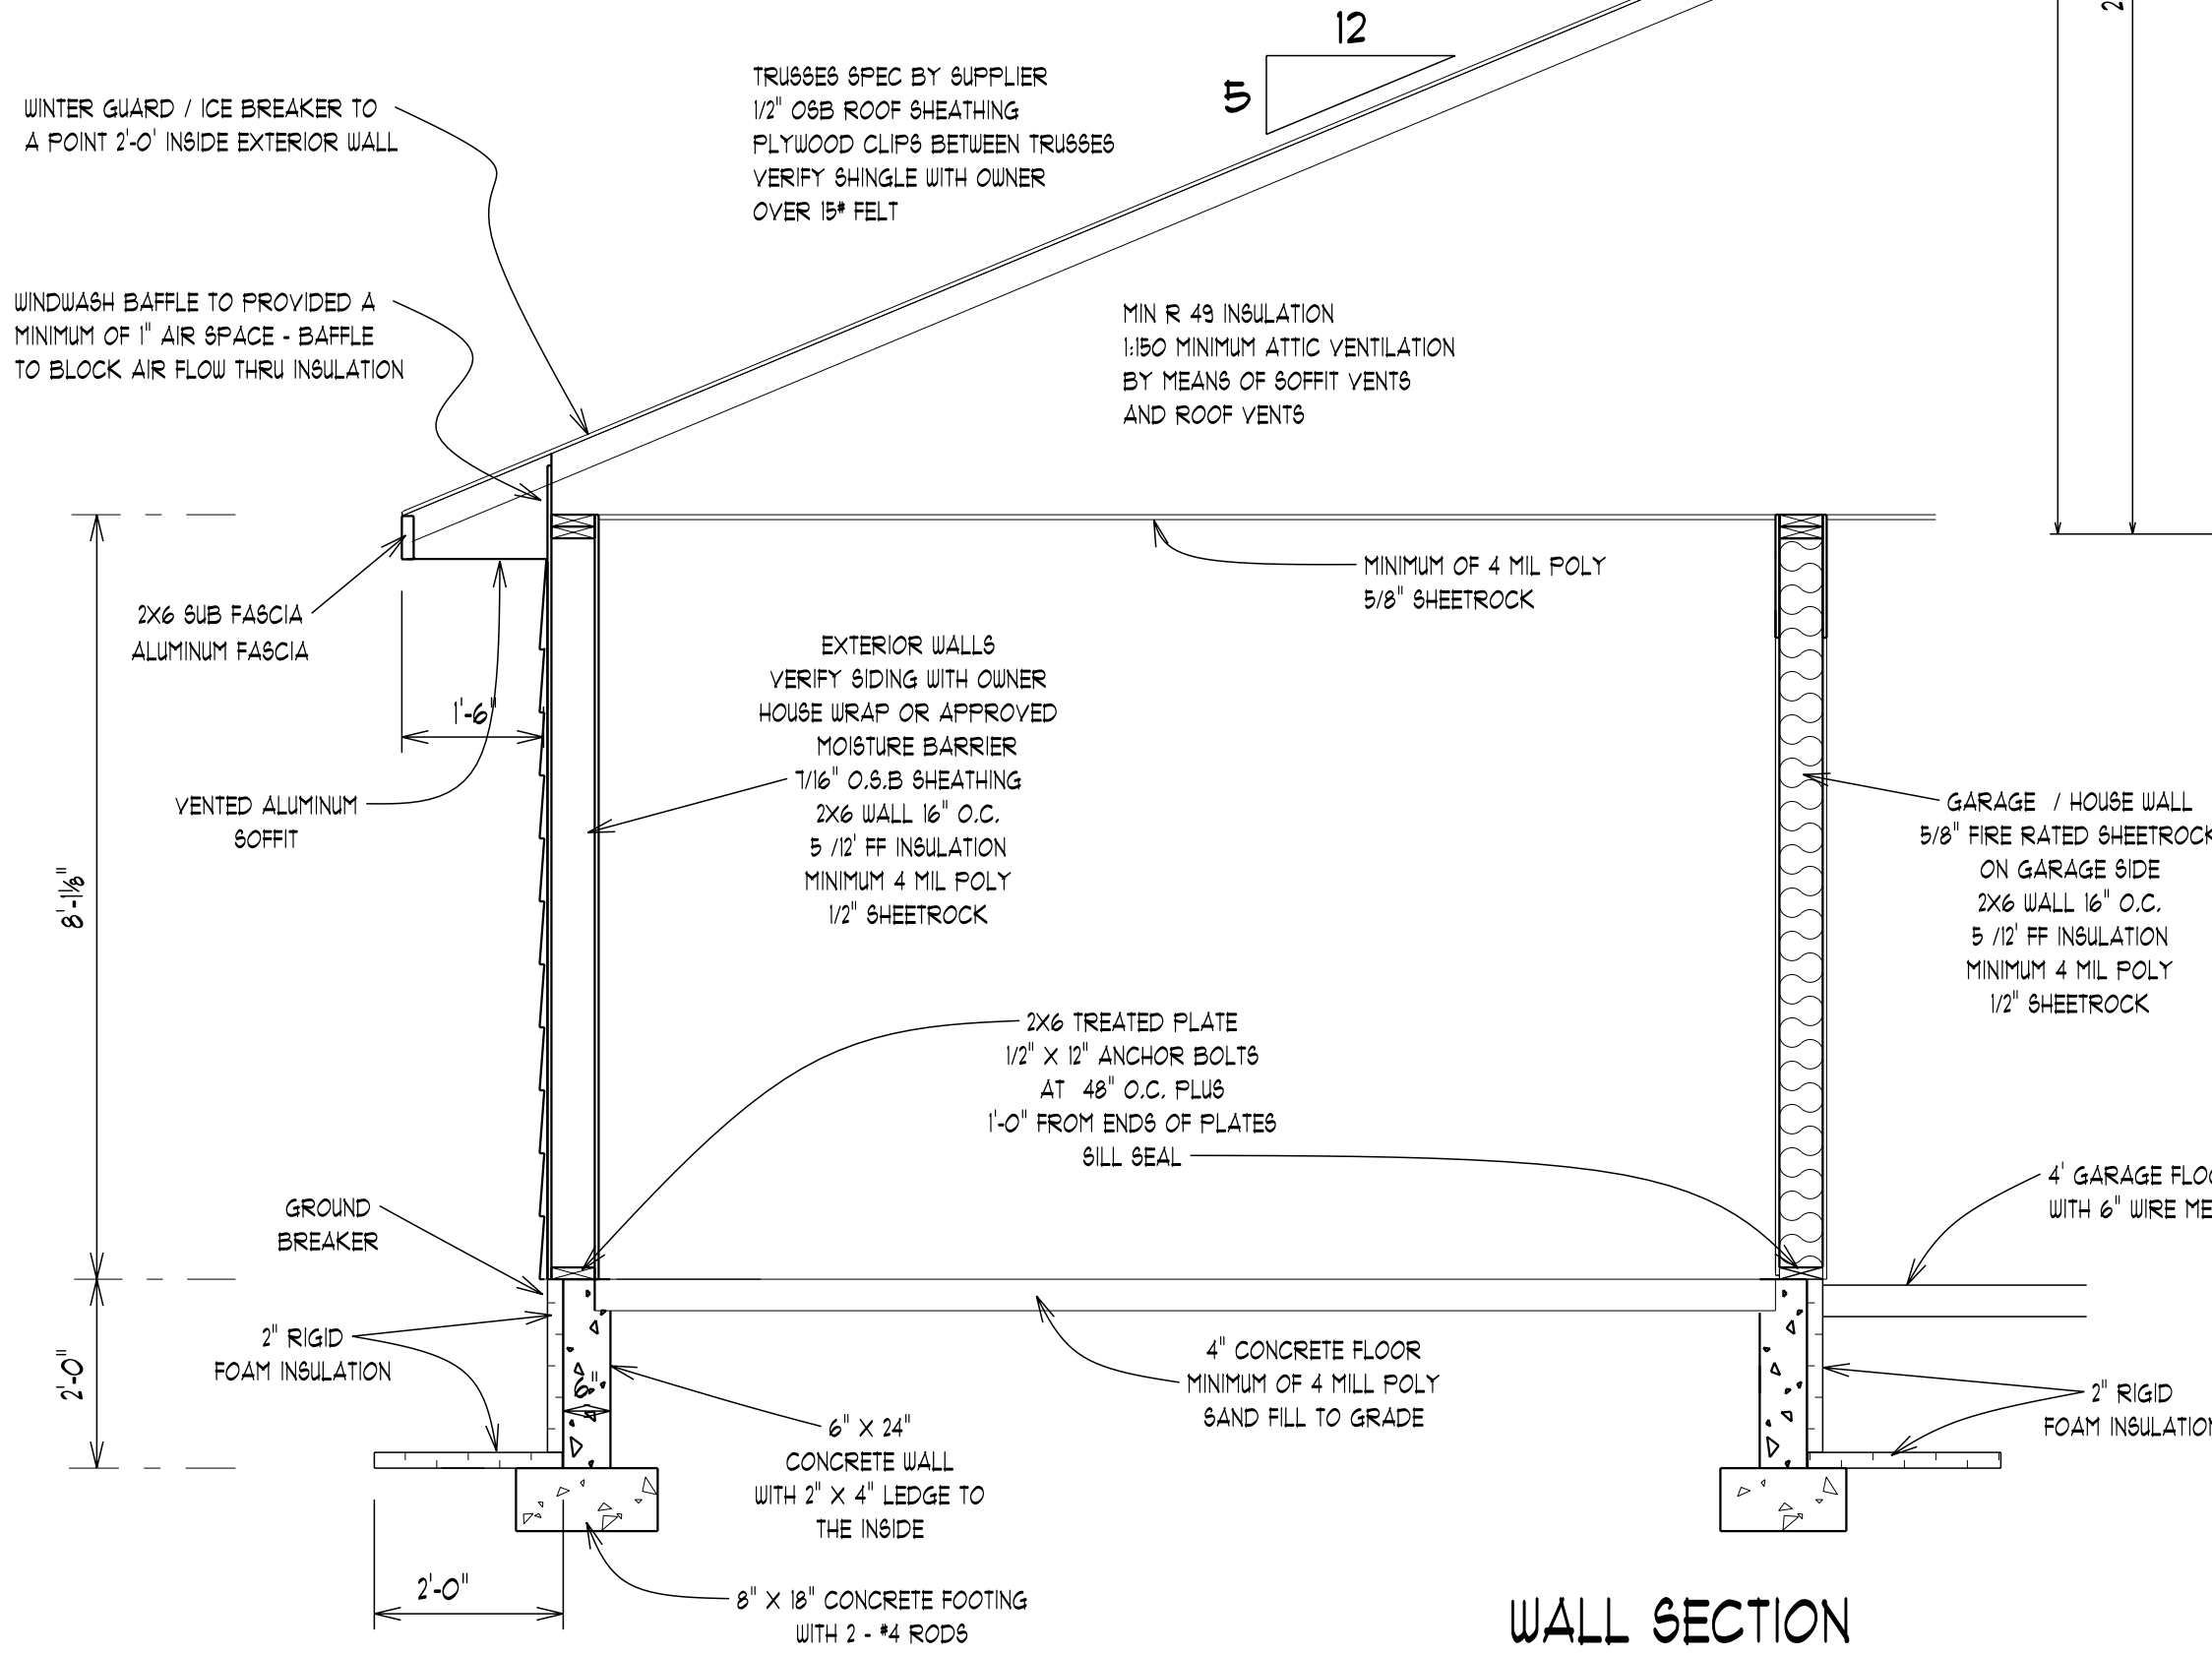 12
5
2
TRUSSES SPEC BY SUPPLIER
1/2" OSB ROOF SHEATHING
PLYWOOD CLIPS BETWEEN TRUSSES
VERIFY SHINGLE WITH OWNER
OVER 15# FELT
WINTER GUARD / ICE BREAKER TO
A POINT 2'-0' INSIDE EXTERIOR WALL
WINDWASH BAFFLE TO PROVIDED A
MINIMUM OF 1" AIR SPACE - BAFFLE
TO BLOCK AIR FLOW THRU INSULATION
MIN R 49 INSULATION
1:150 MINIMUM ATTIC VENTILATION
BY MEANS OF SOFFIT VENTS
AND ROOF VENTS
MINIMUM OF 4 MIL POLY
5/8" SHEETROCK
2X6 SUB FASCIA
ALUMINUM FASCIA
1'-6"
VENTED ALUMINUM
SOFFIT
EXTERIOR WALLS
VERIFY SIDING WITH OWNER
HOUSE WRAP OR APPROVED
MOISTURE BARRIER
7/16" O.S.B SHEATHING
2X6 WALL 16" O.C.
5 /12' FF INSULATION
MINIMUM 4 MIL POLY
1/2" SHEETROCK
GARAGE / HOUSE WALL
5/8" FIRE RATED SHEETROCK
ON GARAGE SIDE
2X6 WALL 16" O.C.
5 /12' FF INSULATION
MINIMUM 4 MIL POLY
1/2" SHEETROCK
8'-1⅛"
2X6 TREATED PLATE
1/2" X 12" ANCHOR BOLTS
AT 48" O.C. PLUS
1'-0" FROM ENDS OF PLATES
SILL SEAL
4' GARAGE FLOO
WITH 6" WIRE ME
GROUND
BREAKER
2" RIGID
FOAM INSULATION
2'-0"
6"
4" CONCRETE FLOOR
MINIMUM OF 4 MILL POLY
SAND FILL TO GRADE
2" RIGID
FOAM INSULATION
6" X 24"
CONCRETE WALL
WITH 2" X 4" LEDGE TO
THE INSIDE
2'-0"
8" X 18" CONCRETE FOOTING
WITH 2 - #4 RODS
WALL SECTION